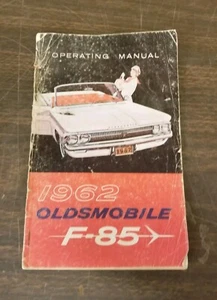 OPERATING MANUAL
1962
OLDSMOBILE
F-85